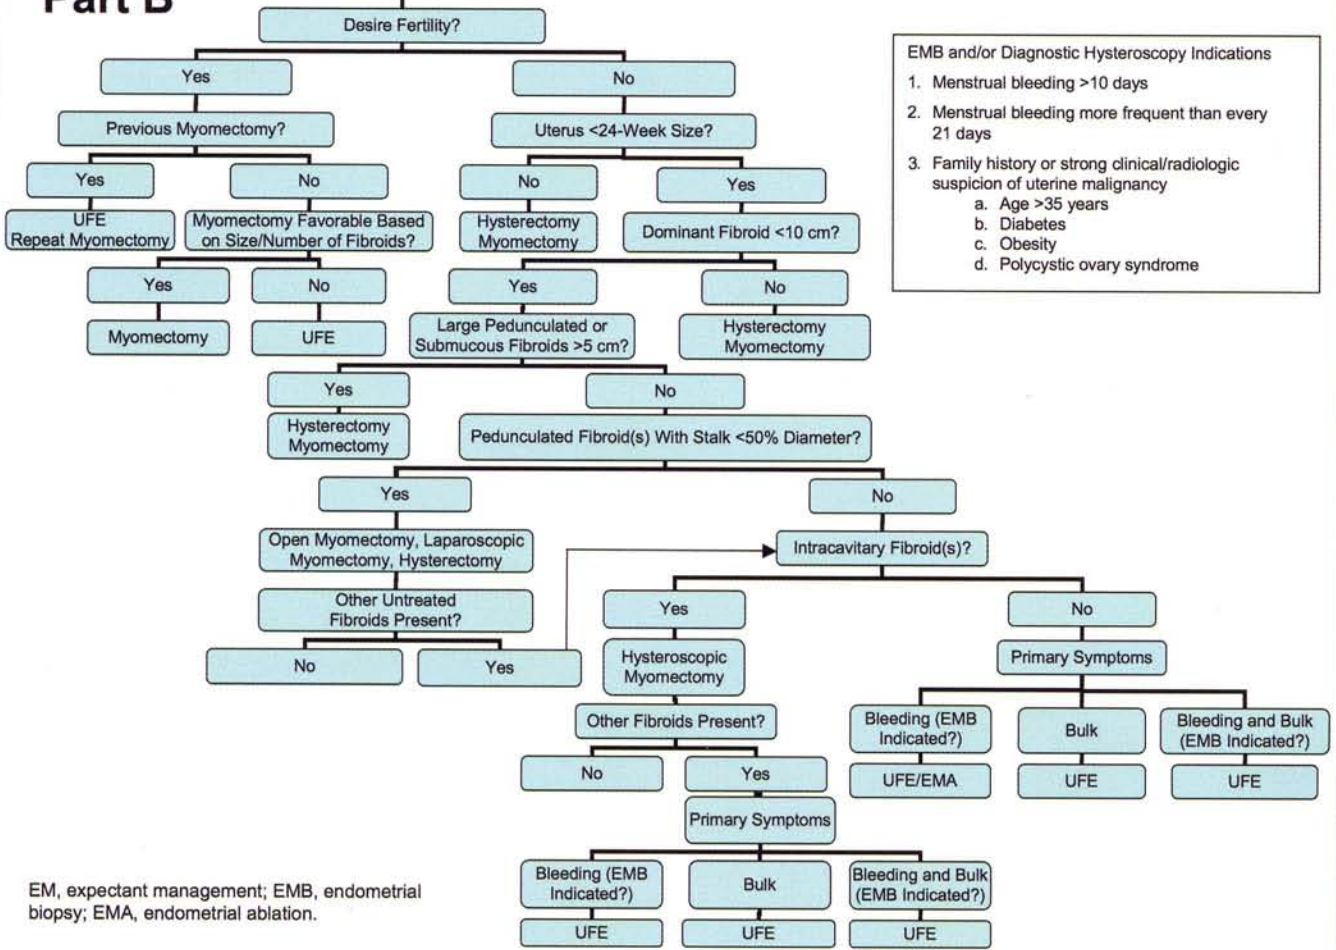 Part B
Desire Fertility?
Yes
No
Previous Myomectomy?
Uterus <24-Week Size?
Yes
No
No
Yes
UFE
Repeat Myomectomy
Myomectomy Favorable Based
on Size/Number of Fibroids?
Hysterectomy
Myomectomy
Dominant Fibroid <10 cm?
Yes
No
Yes
No
Myomectomy
UFE
Large Pedunculated or
Submucous Fibroids >5 cm?
Hysterectomy
Myomectomy
Yes
No
Hysterectomy
Myomectomy
Pedunculated Fibroid(s) With Stalk <50% Diameter?
Yes
No
Open Myomectomy, Laparoscopic
Myomectomy, Hysterectomy
Intracavitary Fibroid(s)?
Other Untreated
Fibroids Present?
Yes
No
No
Yes
Hysteroscopic
Myomectomy
Primary Symptoms
Other Fibroids Present?
Bleeding (EMB
Indicated?)
Bulk
Bleeding and Bulk
(EMB Indicated?)
No
Yes
UFE/EMA
UFE
UFE
Primary Symptoms
Bleeding (EMB
Indicated?)
Bulk
Bleeding and Bulk
(EMB Indicated?)
UFE
UFE
UFE
EMB and/or Diagnostic Hysteroscopy Indications
1. Menstrual bleeding >10 days
2. Menstrual bleeding more frequent than every
21 days
3. Family history or strong clinical/radiologic
suspicion of uterine malignancy
a. Age >35 years
b. Diabetes
c. Obesity
d. Polycystic ovary syndrome
EM, expectant management; EMB, endometrial
biopsy; EMA, endometrial ablation.